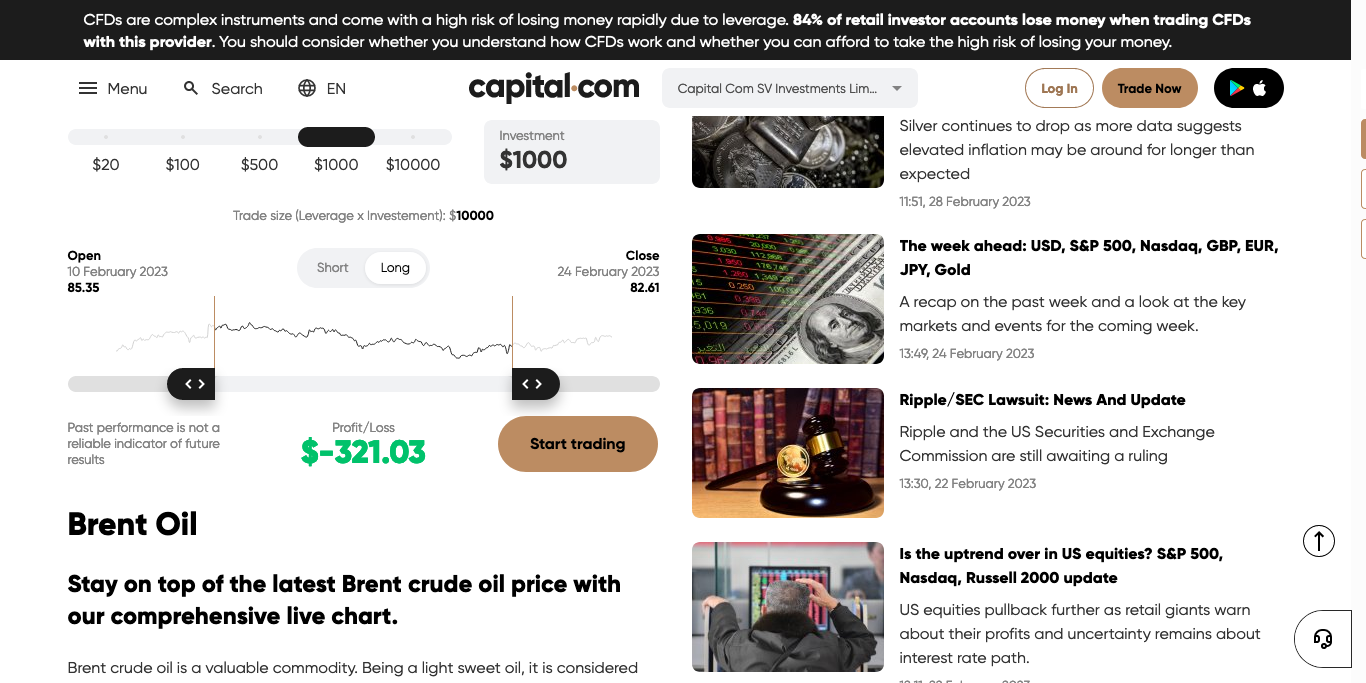 CFDs are complex instruments and come with a high risk of losing money rapidly due to leverage. 84% of retail investor accounts lose money when trading CFDs
with this provider. You should consider whether you understand how CFDs work and whether you can afford to take the high risk of losing your money.
Menu
Search
EN
capital.com
Capital Com SV Investments Lim...
Log In
Trade Now
$20
$100
$500
$1000
$10000
Investment
$1000
Trade size (Leverage x Investement): $10000
Open
10 February 2023
85.35
Short
Long
Close
24 February 2023
82.61
Past performance is not a
reliable indicator of future
results
Profit/Loss
$-321.03
Start trading
Brent Oil
Stay on top of the latest Brent crude oil price with
our comprehensive live chart.
Brent crude oil is a valuable commodity. Being a light sweet oil, it is considered
Silver continues to drop as more data suggests
elevated inflation may be around for longer than
expected
11:51, 28 February 2023
The week ahead: USD, S&P 500, Nasdaq, GBP, EUR,
JPY, Gold
A recap on the past week and a look at the key
markets and events for the coming week.
13:49, 24 February 2023
Ripple/SEC Lawsuit: News And Update
Ripple and the US Securities and Exchange
Commission are still awaiting a ruling
13:30, 22 February 2023
Is the uptrend over in US equities? S&P 500,
Nasdaq, Russell 2000 update
US equities pullback further as retail giants warn
about their profits and uncertainty remains about
interest rate path.